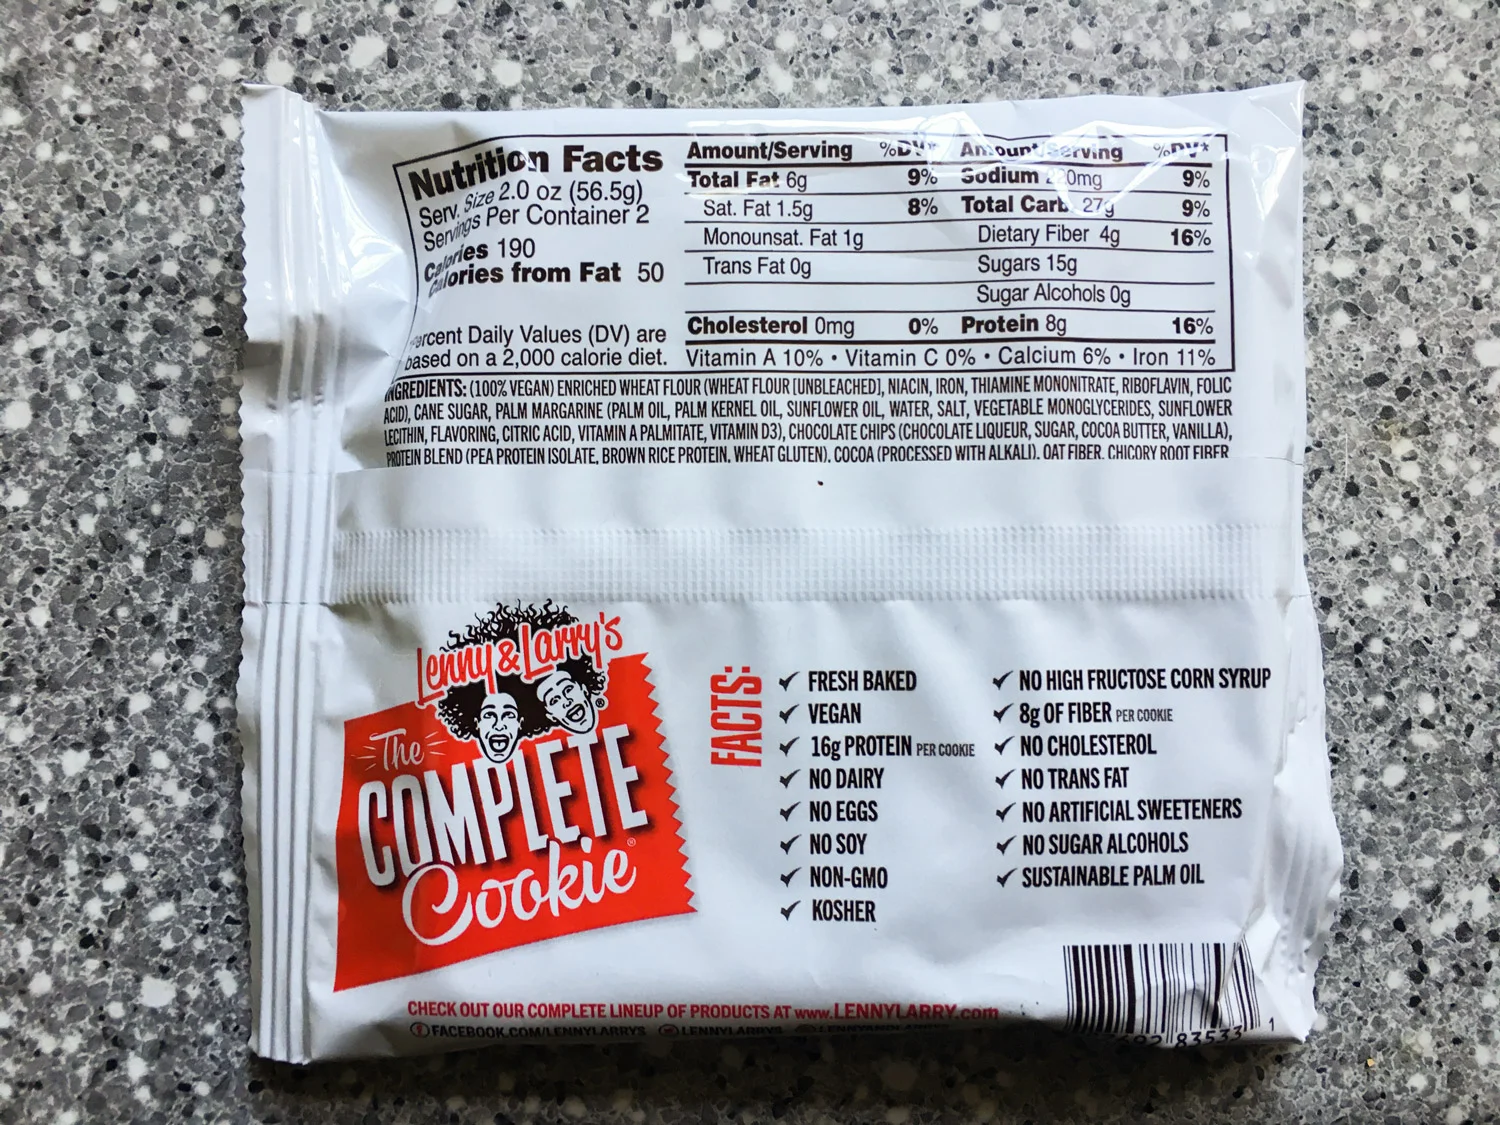 Nutrition Facts
Serv. Size 2.0 oz (56.5g)
Servings Per Container 2
Calories 190
Calories from Fat 50
Percent Daily Values (DV) are
based on a 2,000 calorie diet.
Amount/Serving %DV*
Total Fat 6g 9%
Sat. Fat 1.5g 8%
Monounsat. Fat 1g
Trans Fat 0g
Cholesterol 0mg 0%
Amount/Serving %DV*
Sodium 9%
Total Carb. 27g 9%
Dietary Fiber 4g 16%
Sugars 15g
Sugar Alcohols 0g
Protein 8g 16%
Vitamin A 10% • Vitamin C 0% • Calcium 6% • Iron 11%
INGREDIENTS: (100% VEGAN) ENRICHED WHEAT FLOUR (WHEAT FLOUR [UNBLEACHED], NIACIN, IRON, THIAMINE MONONITRATE, RIBOFLAVIN, FOLIC
ACID), CANE SUGAR, PALM MARGARINE (PALM OIL, PALM KERNEL OIL, SUNFLOWER OIL, WATER, SALT, VEGETABLE MONOGLYCERIDES, SUNFLOWER
LECITHIN, FLAVORING, CITRIC ACID, VITAMIN A PALMITATE, VITAMIN D3), CHOCOLATE CHIPS (CHOCOLATE LIQUEUR, SUGAR, COCOA BUTTER, VANILLA),
PROTEIN BLEND (PEA PROTEIN ISOLATE, BROWN RICE PROTEIN, WHEAT GLUTEN), COCOA (PROCESSED WITH ALKALI), OAT FIBER, CHICORY ROOT FIBER
Lenny & Larry's®
The
COMPLETE
Cookie®
FACTS:
✓ FRESH BAKED
✓ VEGAN
✓ 16g PROTEIN PER COOKIE
✓ NO DAIRY
✓ NO EGGS
✓ NO SOY
✓ NON-GMO
✓ KOSHER
✓ NO HIGH FRUCTOSE CORN SYRUP
✓ 8g OF FIBER PER COOKIE
✓ NO CHOLESTEROL
✓ NO TRANS FAT
✓ NO ARTIFICIAL SWEETENERS
✓ NO SUGAR ALCOHOLS
✓ SUSTAINABLE PALM OIL
CHECK OUT OUR COMPLETE LINEUP OF PRODUCTS AT www.LENNYLARRY.com
FACEBOOK.COM/LENNYLARRYS LENNYLARRYS
83533 1